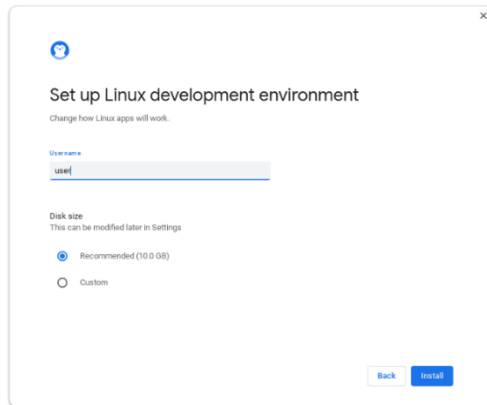 Set up Linux development environment
Change how Linux apps will work.
Username
user
Disk size
This can be modified later in Settings
Recommended (10.0 GB)
Custom
Back
Install